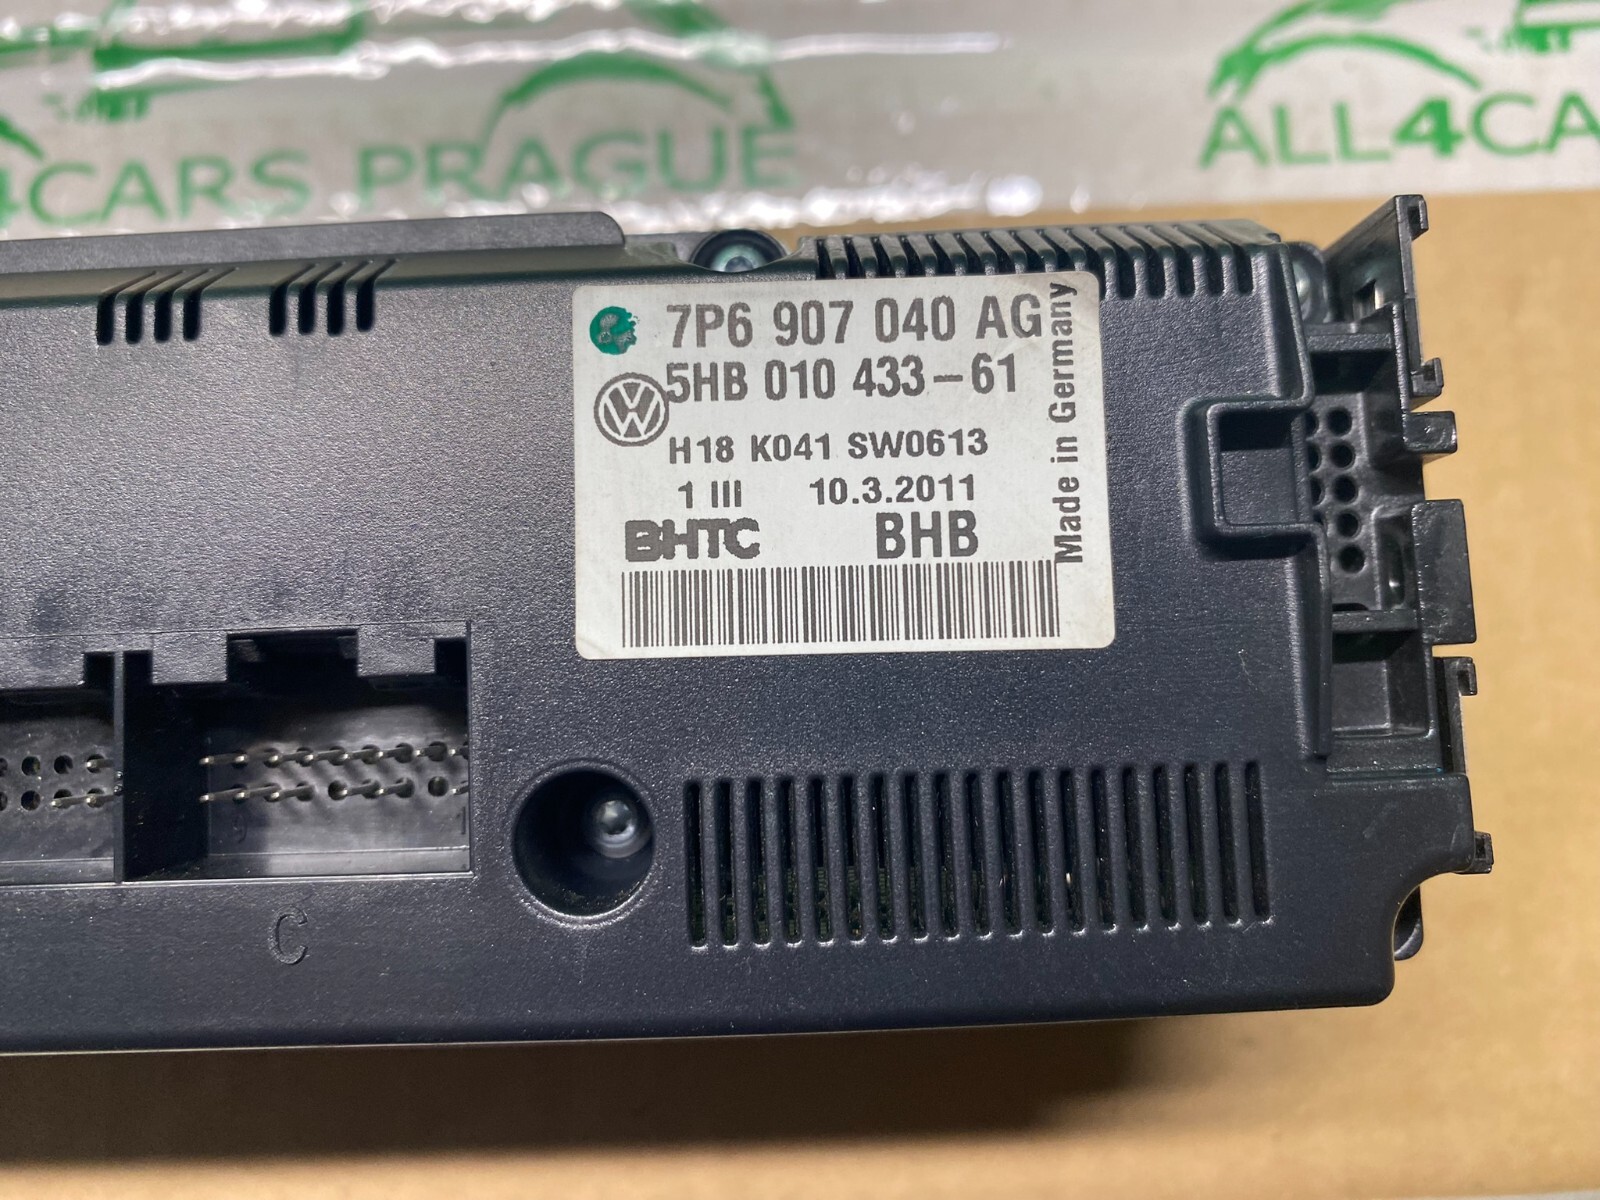 4CARS PRAGUE
ALL4CA
7P6 907 040 AG
5HB 010 433-61
H18 K041 SW0613
1 III 10.3.2011
BHTC BHB
Made in Germany
C